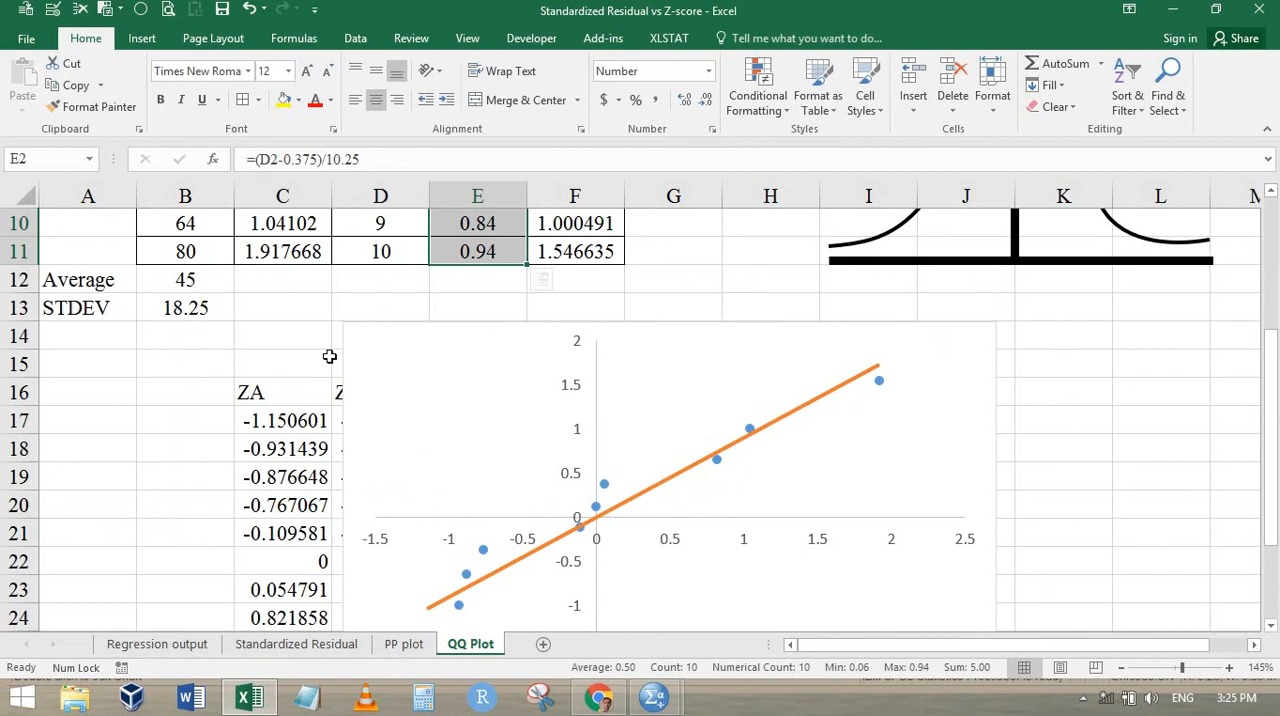 Standardized Residual vs Z-score - Excel
File Home Insert Page Layout Formulas Data Review View Developer Add-ins XLSTAT Tell me what you want to do... Sign in Share
Paste Cut Copy Format Painter
Times New Roma 12
B I U
Wrap Text
Merge & Center
Number
$ %
Conditional Formatting Format as Table Cell Styles
Insert Delete Format
AutoSum
Fill
Clear
Sort & Filter Find & Select
Clipboard Font Alignment Number Styles Cells Editing
E2 fx =(D2-0.375)/10.25
A B C D E F G H I J K L
10 64 1.04102 9 0.84 1.000491
11 80 1.917668 10 0.94 1.546635
12 Average 45
13 STDEV 18.25
14
15
16 ZA
17 -1.150601
18 -0.931439
19 -0.876648
20 -0.767067
21 -0.109581
22 0
23 0.054791
24 0.821858
2
1.5
1
0.5
0
-1.5 -1 -0.5 0 0.5 1 1.5 2 2.5
-0.5
-1
Regression output Standardized Residual PP plot QQ Plot
Ready Num Lock Average: 0.50 Count: 10 Numerical Count: 10 Min: 0.06 Max: 0.94 Sum: 5.00 145%
R Σα ENG 3:25 PM